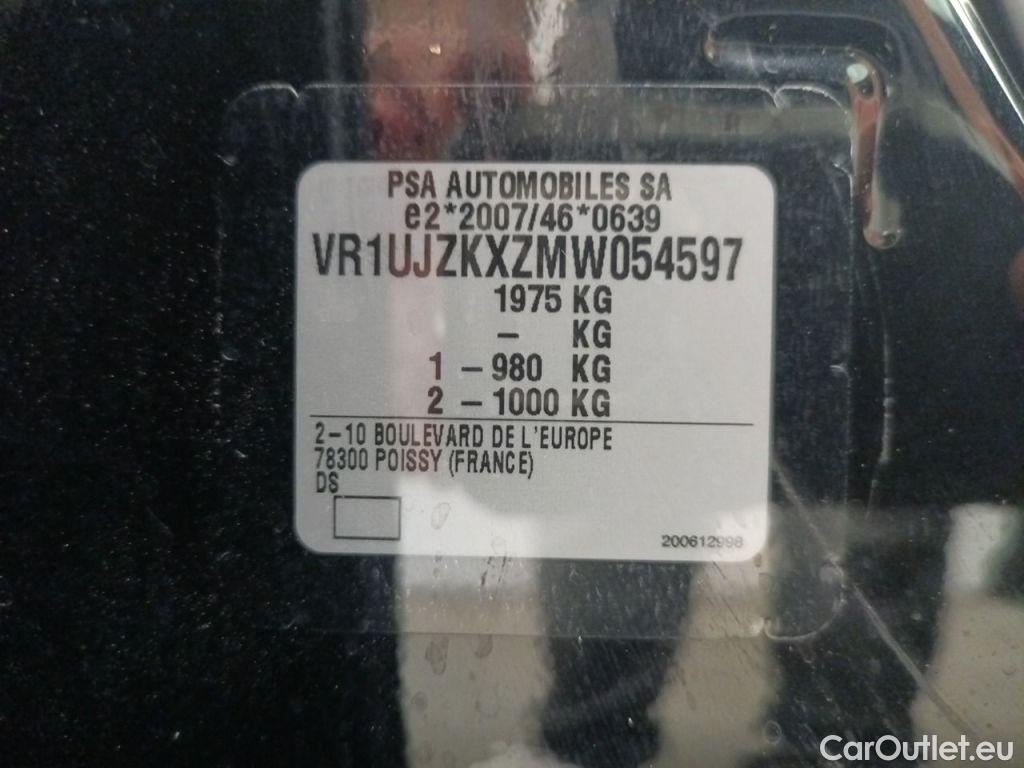 PSA AUTOMOBILES SA
e2*2007/46*0639
VR1UJZKXZMW054597
1975 KG
– KG
1 – 980 KG
2 – 1000 KG
2-10 BOULEVARD DE L'EUROPE
78300 POISSY (FRANCE)
DS
200612998
CarOutlet.eu